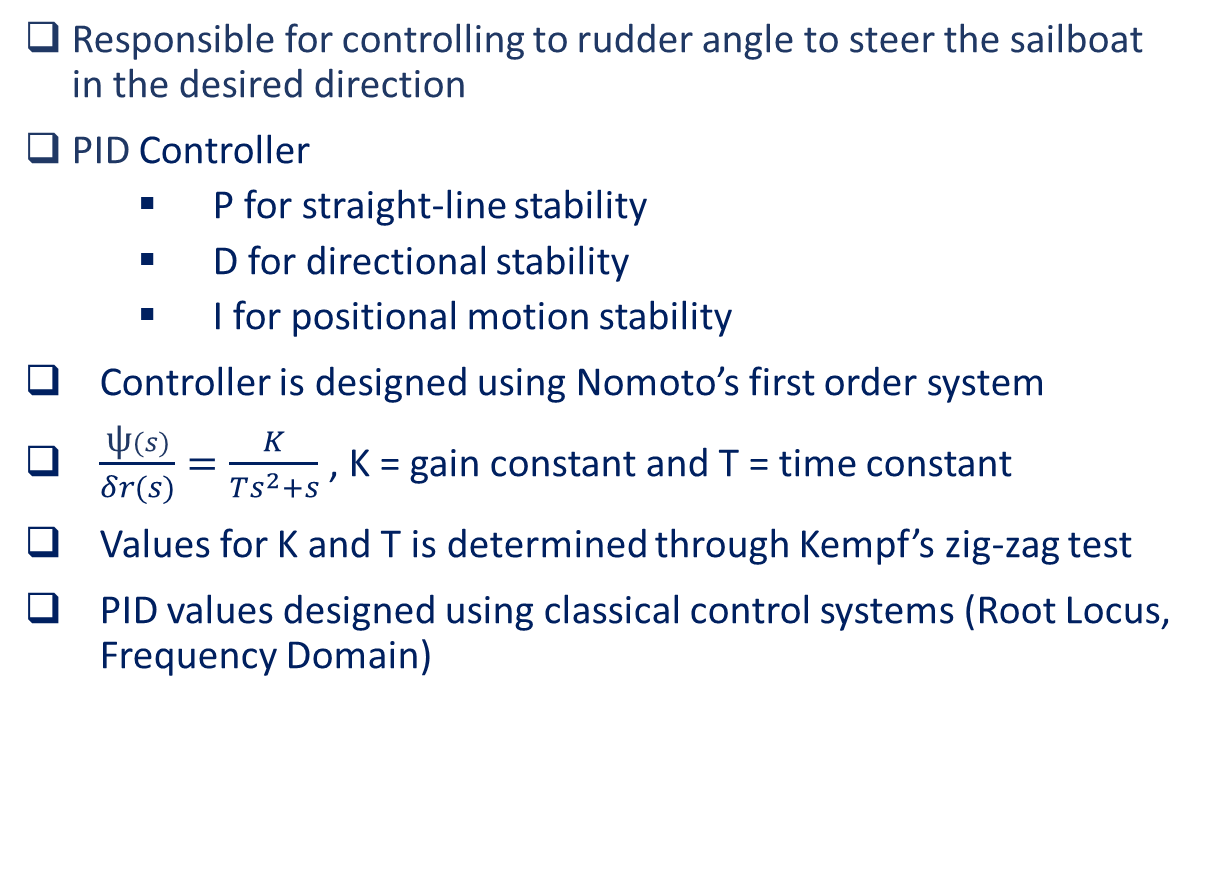 ❑ Responsible for controlling to rudder angle to steer the sailboat
in the desired direction
❑ PID Controller
▪ P for straight-line stability
▪ D for directional stability
▪ I for positional motion stability
❑ Controller is designed using Nomoto’s first order system
❑ ψ(s)/δr(s) = K/(Ts²+s) , K = gain constant and T = time constant
❑ Values for K and T is determined through Kempf’s zig-zag test
❑ PID values designed using classical control systems (Root Locus,
Frequency Domain)